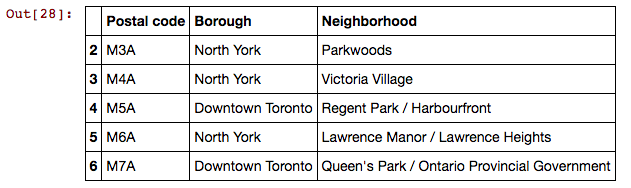 Out[28]:
Postal code Borough Neighborhood
2 M3A North York Parkwoods
3 M4A North York Victoria Village
4 M5A Downtown Toronto Regent Park / Harbourfront
5 M6A North York Lawrence Manor / Lawrence Heights
6 M7A Downtown Toronto Queen's Park / Ontario Provincial Government